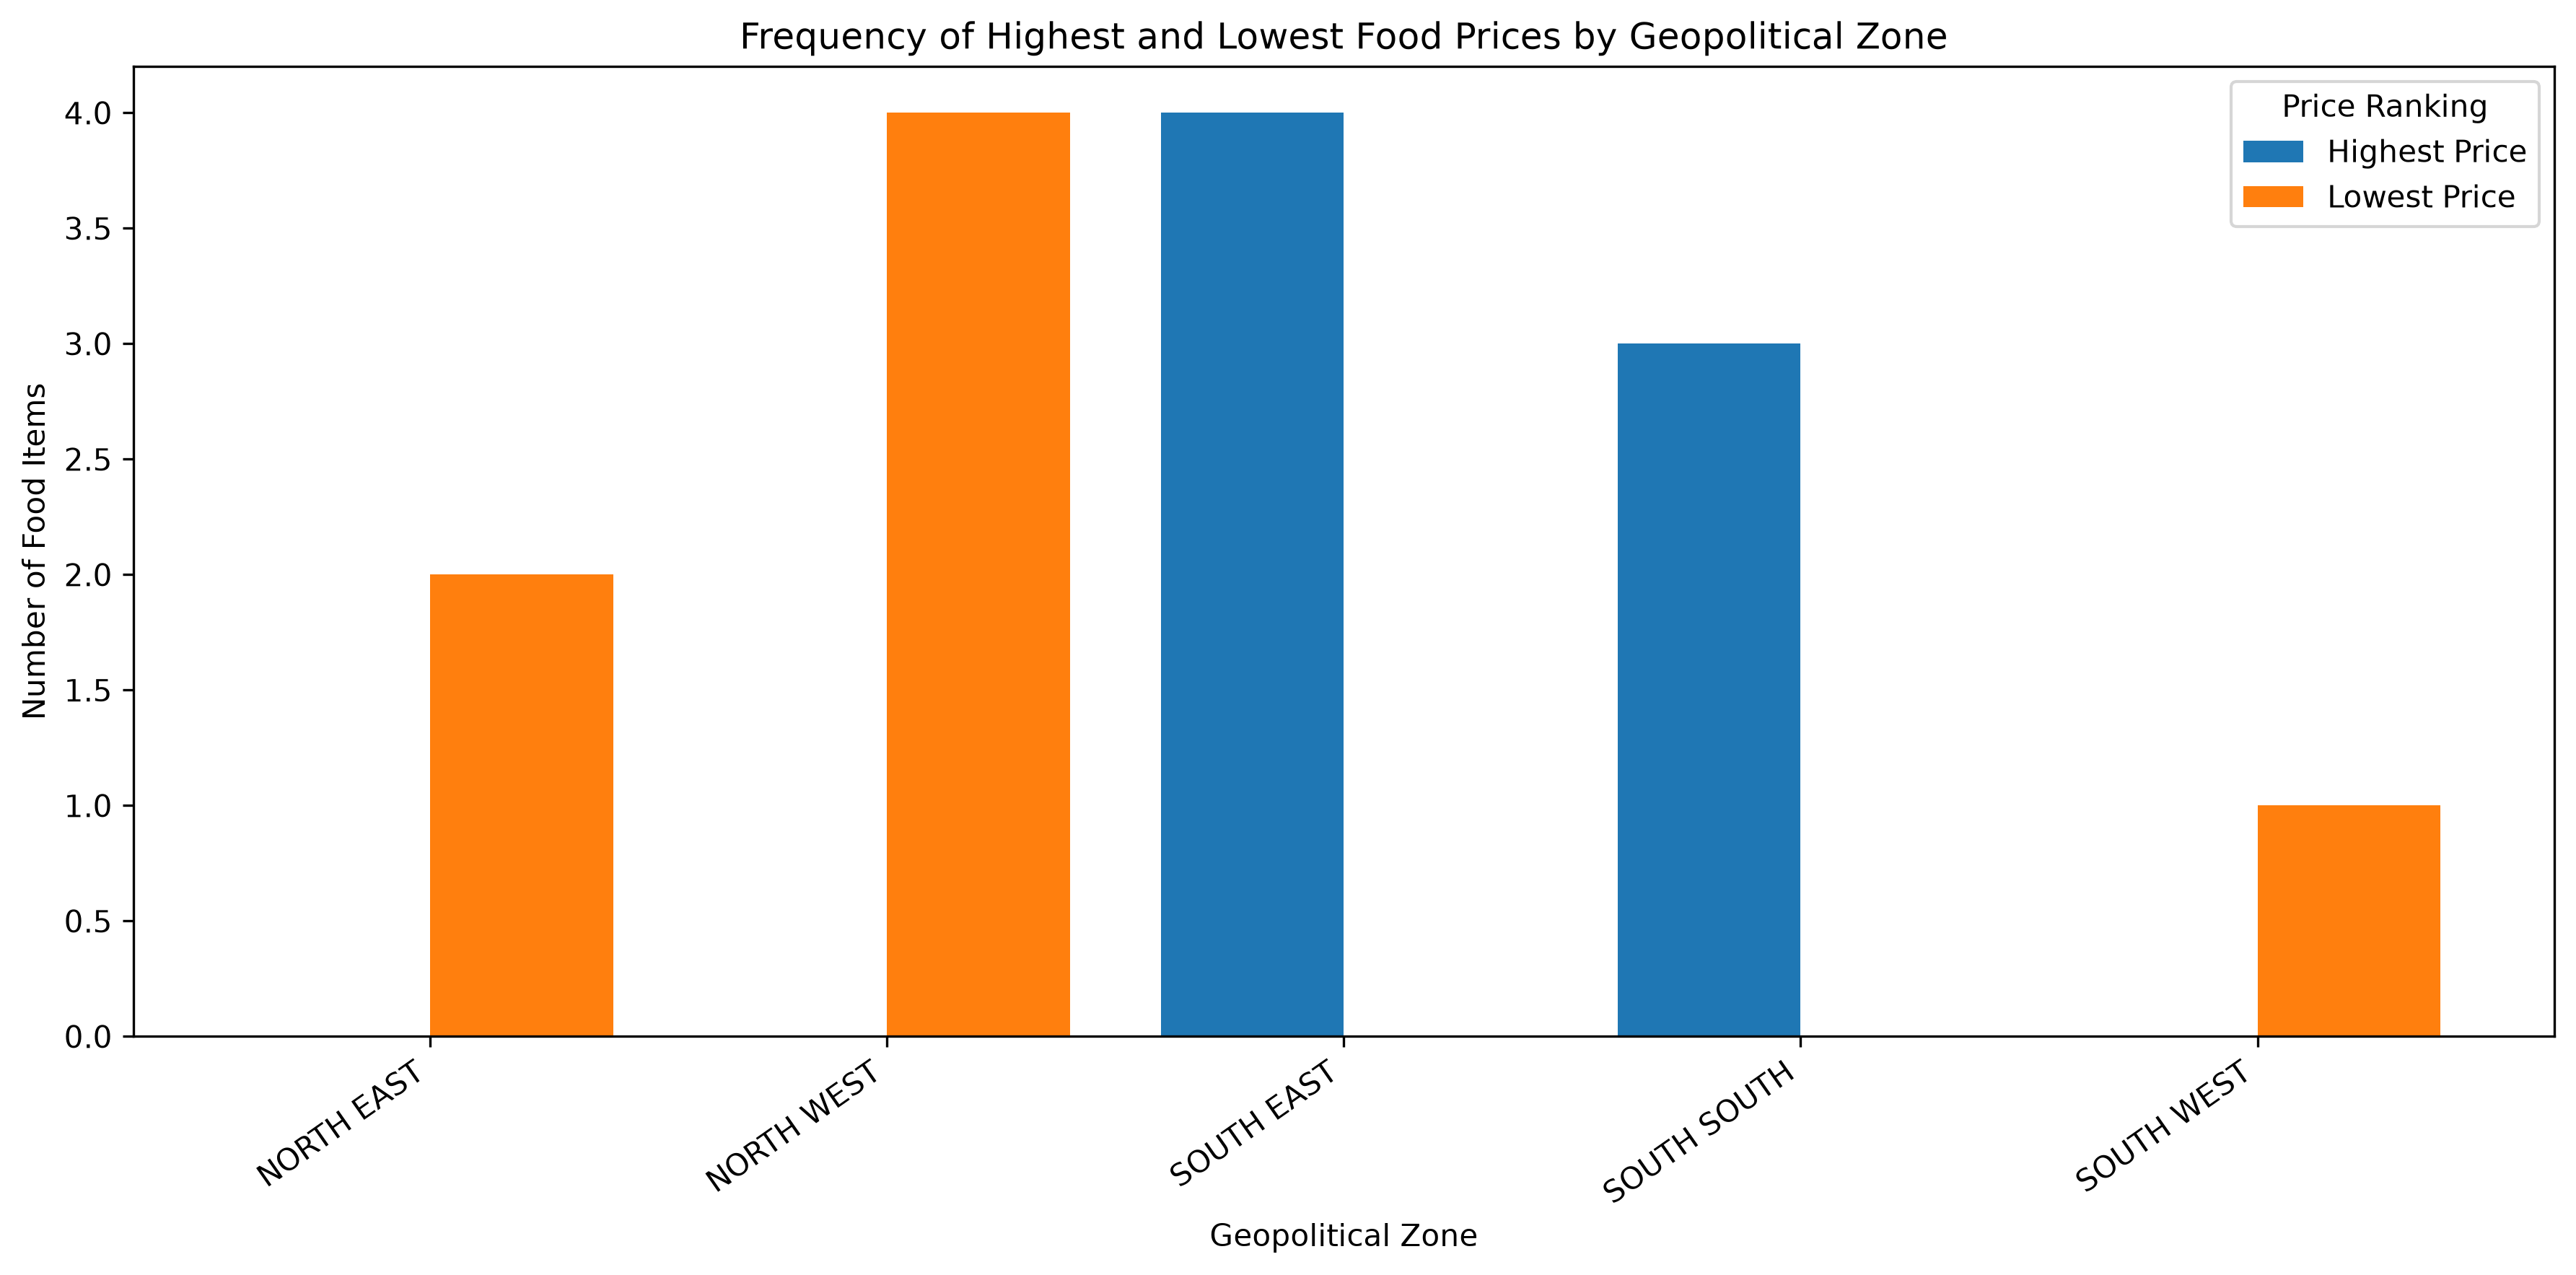 Frequency of Highest and Lowest Food Prices by Geopolitical Zone
Price Ranking
Highest Price
Lowest Price
Number of Food Items
4.0
3.5
3.0
2.5
2.0
1.5
1.0
0.5
0.0
NORTH EAST
NORTH WEST
SOUTH EAST
SOUTH SOUTH
SOUTH WEST
Geopolitical Zone